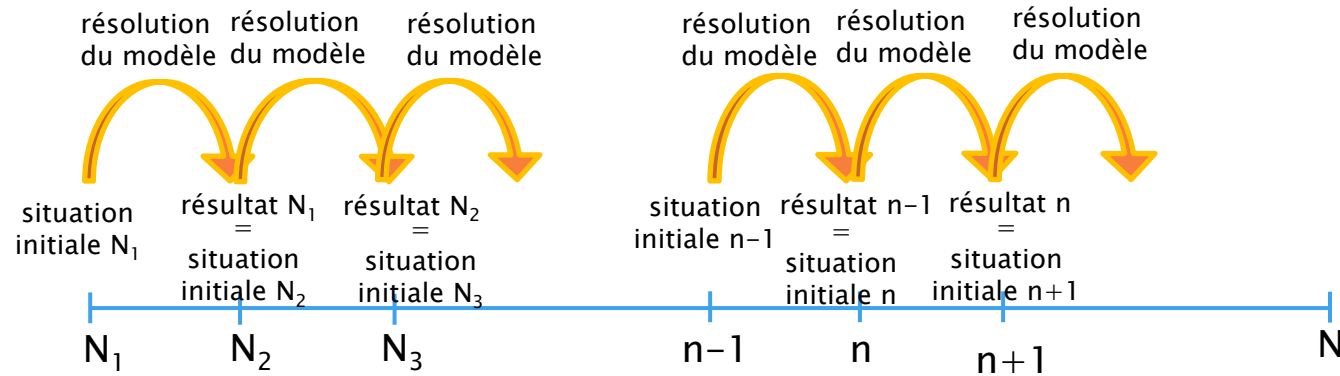 résolution
du modèle
résolution
du modèle
résolution
du modèle
résolution
du modèle
résolution
du modèle
résolution
du modèle
situation
initiale N₁
résultat N₁
=
situation
initiale N₂
résultat N₂
=
situation
initiale N₃
situation
initiale n-1
résultat n-1
=
situation
initiale n
résultat n
=
situation
initiale n+1
N₁
N₂
N₃
n-1
n
n+1
N